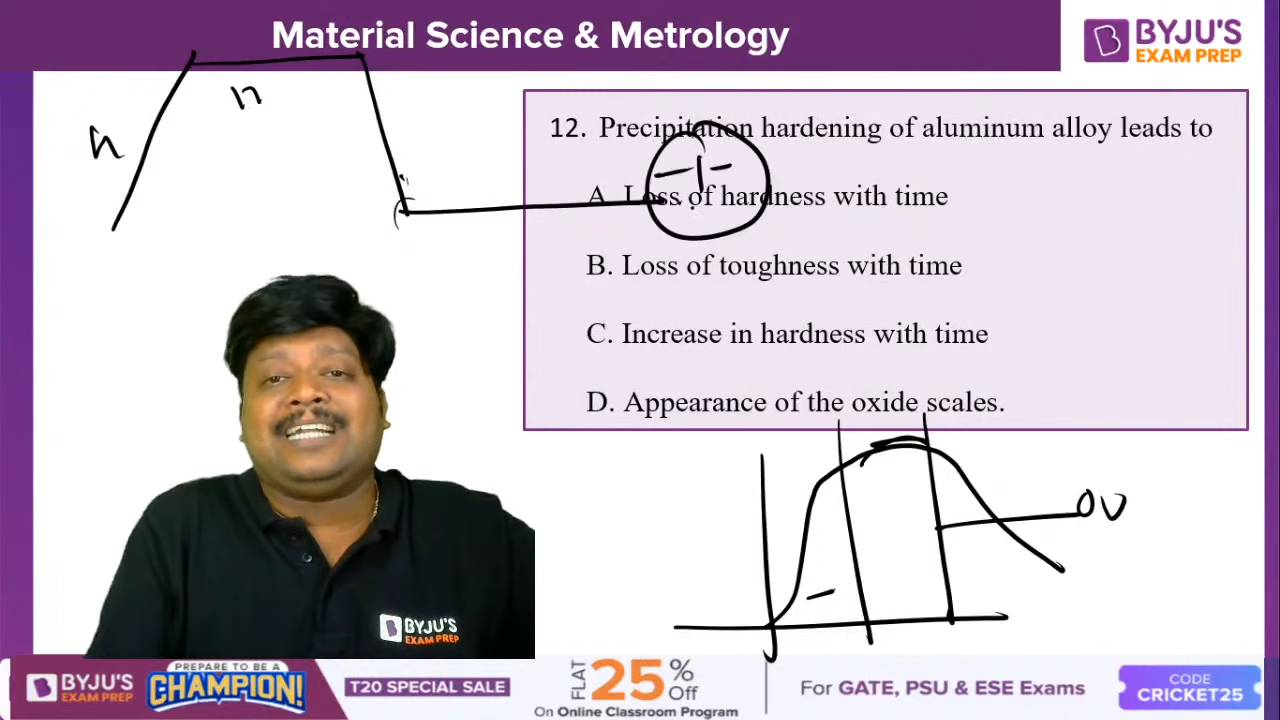 Material Science & Metrology
BYJU'S
EXAM PREP
h
n
12. Precipitation hardening of aluminum alloy leads to
A. Loss of hardness with time
B. Loss of toughness with time
C. Increase in hardness with time
D. Appearance of the oxide scales.
OV
BYJU'S
EXAM PREP
BYJU'S
EXAM PREP
PREPARE TO BE A
CHAMPION!
T20 SPECIAL SALE
FLAT 25% Off
On Online Classroom Program
For GATE, PSU & ESE Exams
CODE
CRICKET25